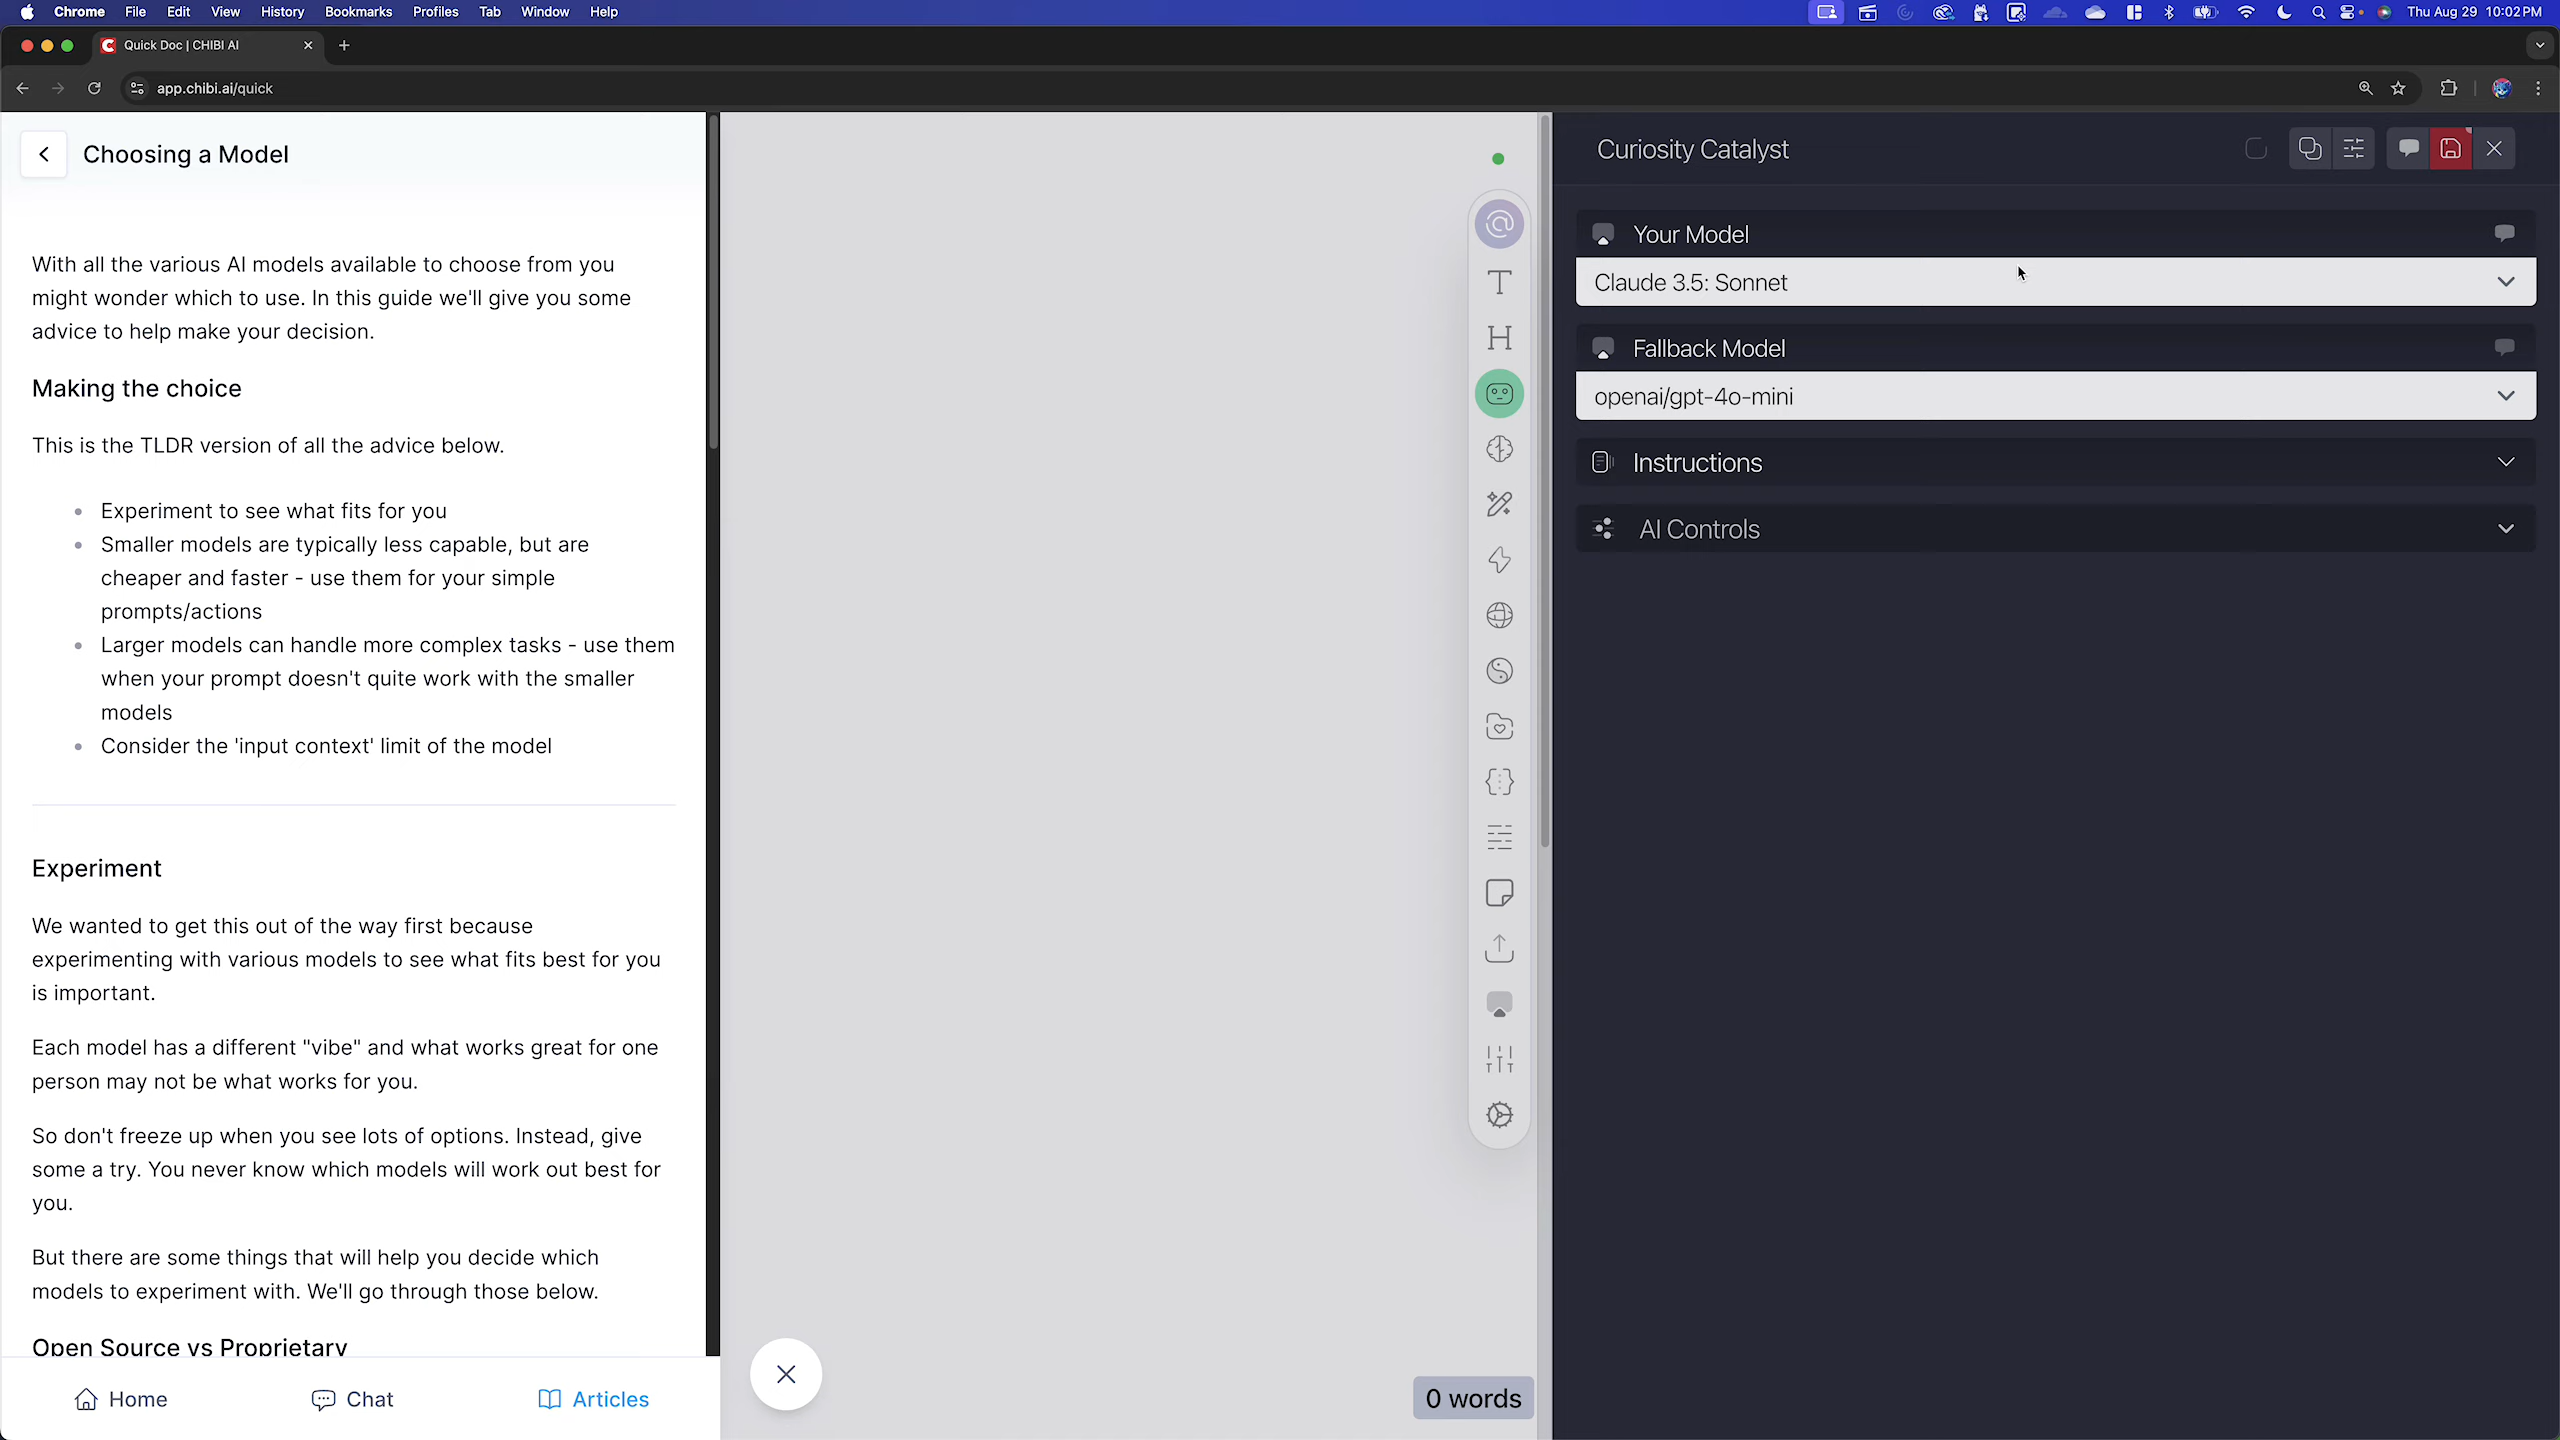 Chrome File Edit View History Bookmarks Profiles Tab Window Help
Thu Aug 29 10:02 PM
Quick Doc | CHIBI AI
app.chibi.ai/quick
Choosing a Model
With all the various AI models available to choose from you
might wonder which to use. In this guide we'll give you some
advice to help make your decision.
Making the choice
This is the TLDR version of all the advice below.
Experiment to see what fits for you
Smaller models are typically less capable, but are
cheaper and faster - use them for your simple
prompts/actions
Larger models can handle more complex tasks - use them
when your prompt doesn't quite work with the smaller
models
Consider the 'input context' limit of the model
Experiment
We wanted to get this out of the way first because
experimenting with various models to see what fits best for you
is important.
Each model has a different "vibe" and what works great for one
person may not be what works for you.
So don't freeze up when you see lots of options. Instead, give
some a try. You never know which models will work out best for
you.
But there are some things that will help you decide which
models to experiment with. We'll go through those below.
Open Source vs Proprietary
Home
Chat
Articles
T
H
0 words
Curiosity Catalyst
Your Model
Claude 3.5: Sonnet
Fallback Model
openai/gpt-4o-mini
Instructions
AI Controls